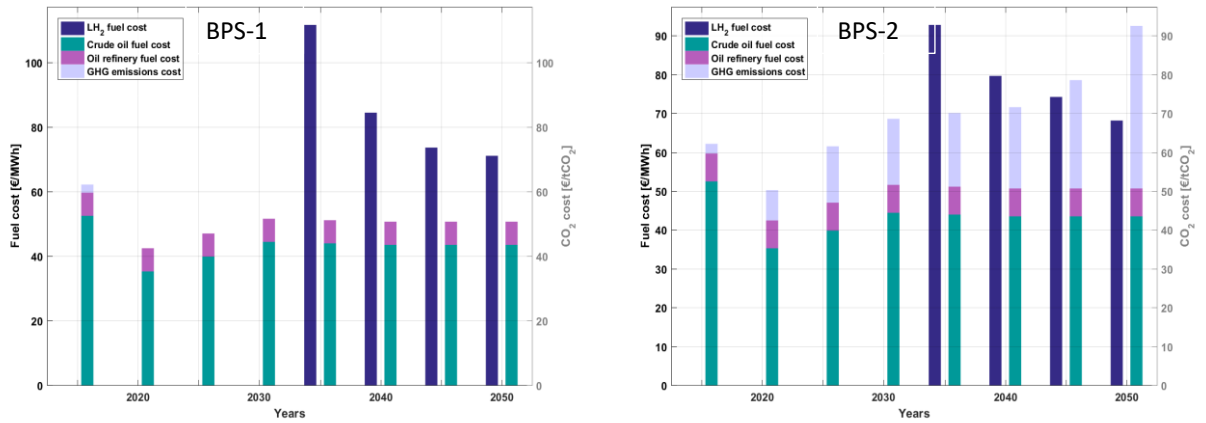 BPS-1
LH2 fuel cost
Crude oil fuel cost
Oil refinery fuel cost
GHG emissions cost
Fuel cost [€/MWh]
100
80
60
40
20
0
CO2 cost [€/tCO2]
100
80
60
40
20
0
2020 2030 2040 2050
Years
BPS-2
LH2 fuel cost
Crude oil fuel cost
Oil refinery fuel cost
GHG emissions cost
Fuel cost [€/MWh]
90
80
70
60
50
40
30
20
10
0
CO2 cost [€/tCO2]
90
80
70
60
50
40
30
20
10
0
2020 2030 2040 2050
Years